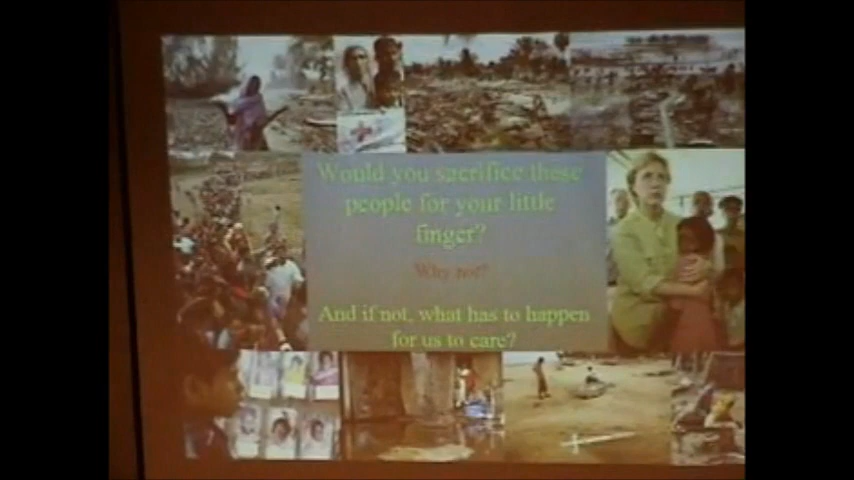 Would you sacrifice these
people for your little
finger?
Why not?
And if not, what has to happen
for us to care?